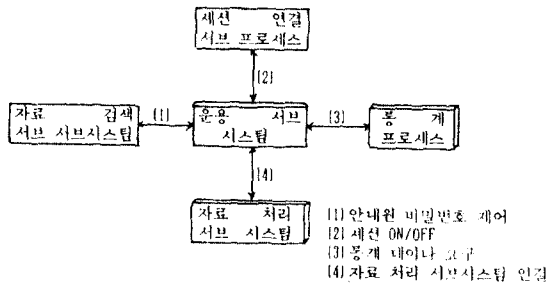 세션 연결
서브 프로세스
(2)
자료 검색
서브 서브시스템
(1)
운용 서브
시스템
(3)
통 계
프로세스
(4)
자료 처리
서브 시스템
(1) 안내원 비밀번호 제어
(2) 세션 ON/OFF
(3) 통계 데이타 요구
(4) 자료 처리 서브시스템 연결